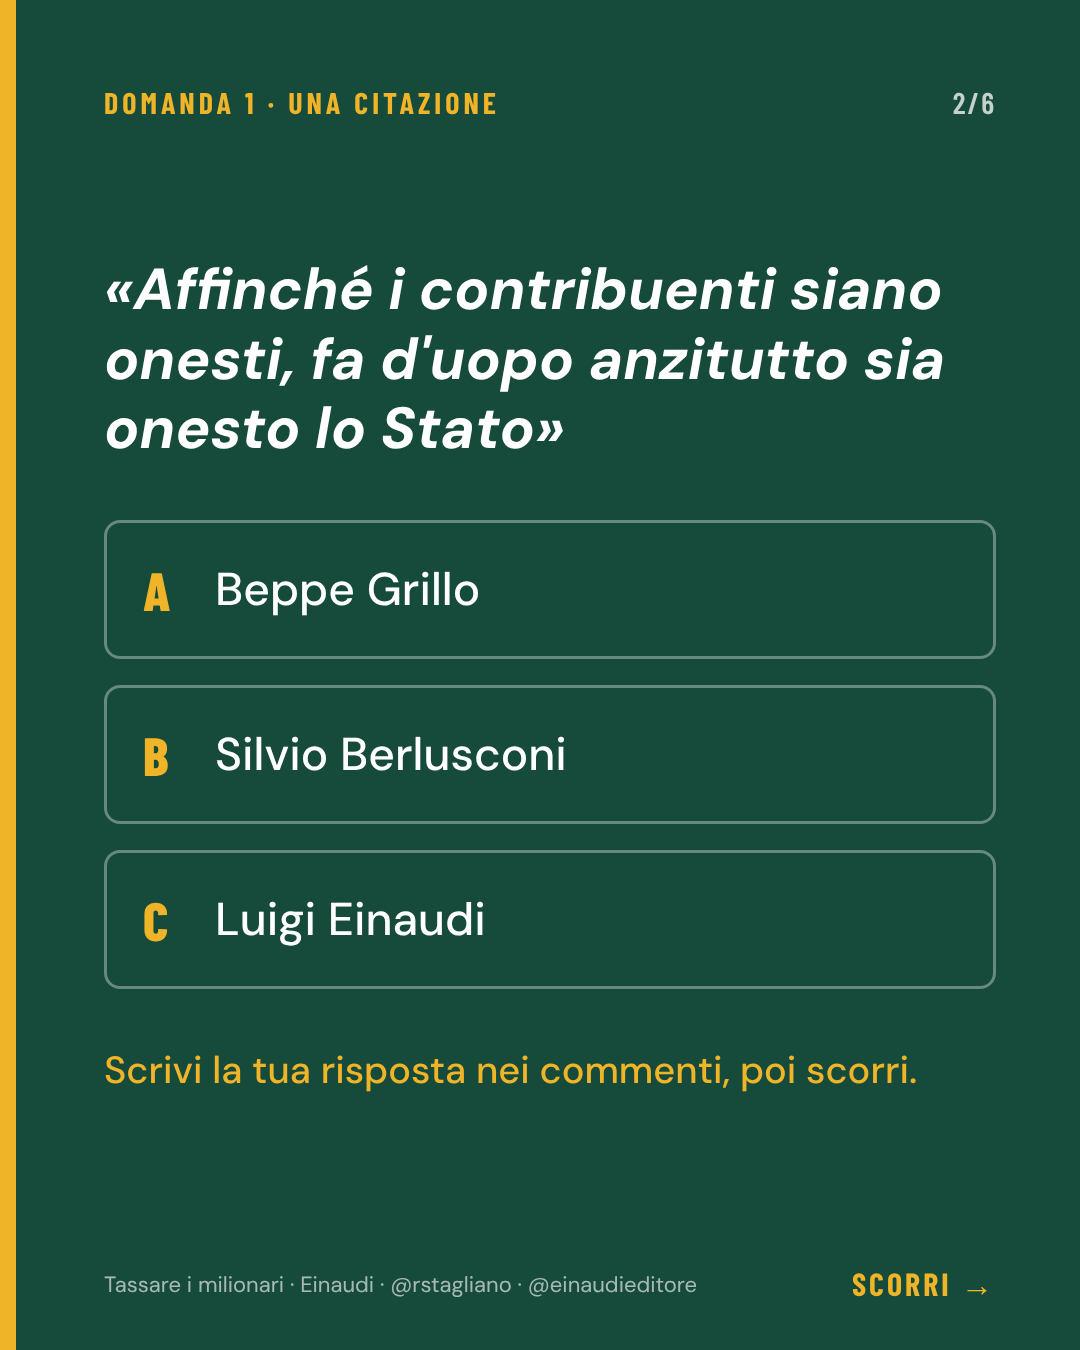 DOMANDA 1 · UNA CITAZIONE
2/6
«Affinché i contribuenti siano
onesti, fa d'uopo anzitutto sia
onesto lo Stato»
A Beppe Grillo
B Silvio Berlusconi
C Luigi Einaudi
Scrivi la tua risposta nei commenti, poi scorri.
Tassare i milionari · Einaudi · @rstagliano · @einaudieditore
SCORRI →